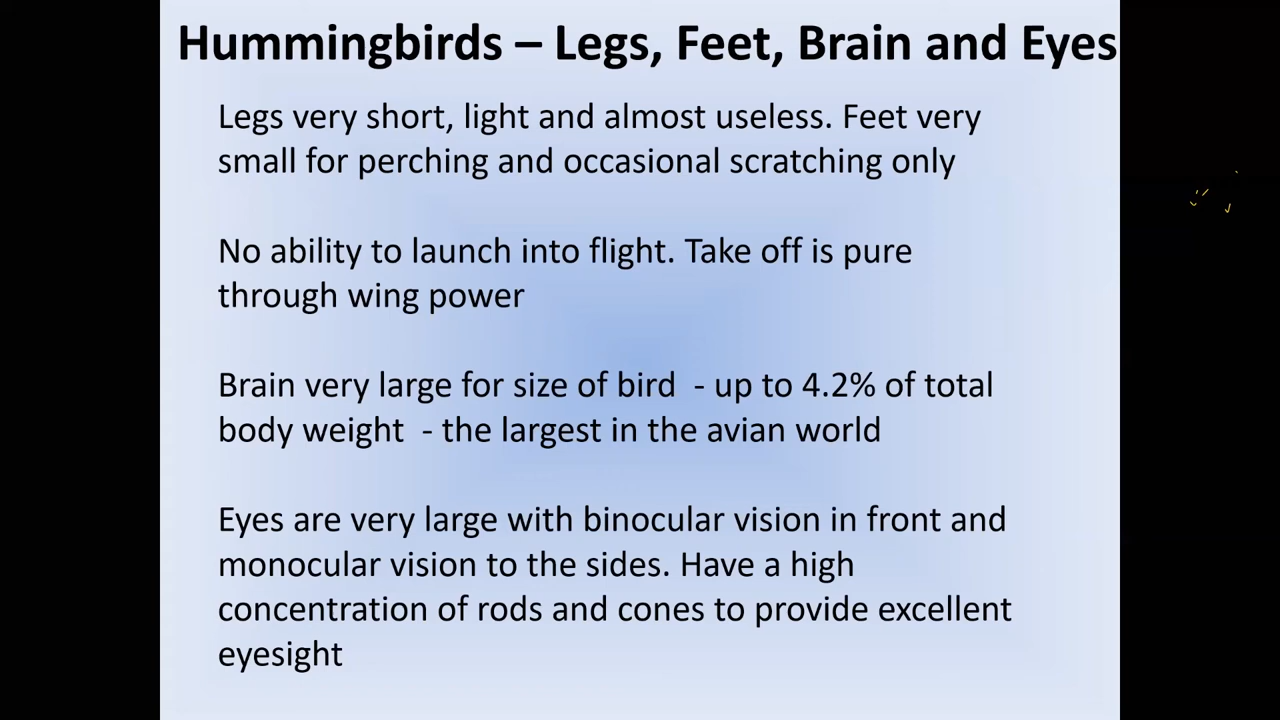 Hummingbirds – Legs, Feet, Brain and Eyes
Legs very short, light and almost useless. Feet very
small for perching and occasional scratching only
No ability to launch into flight. Take off is pure
through wing power
Brain very large for size of bird - up to 4.2% of total
body weight - the largest in the avian world
Eyes are very large with binocular vision in front and
monocular vision to the sides. Have a high
concentration of rods and cones to provide excellent
eyesight